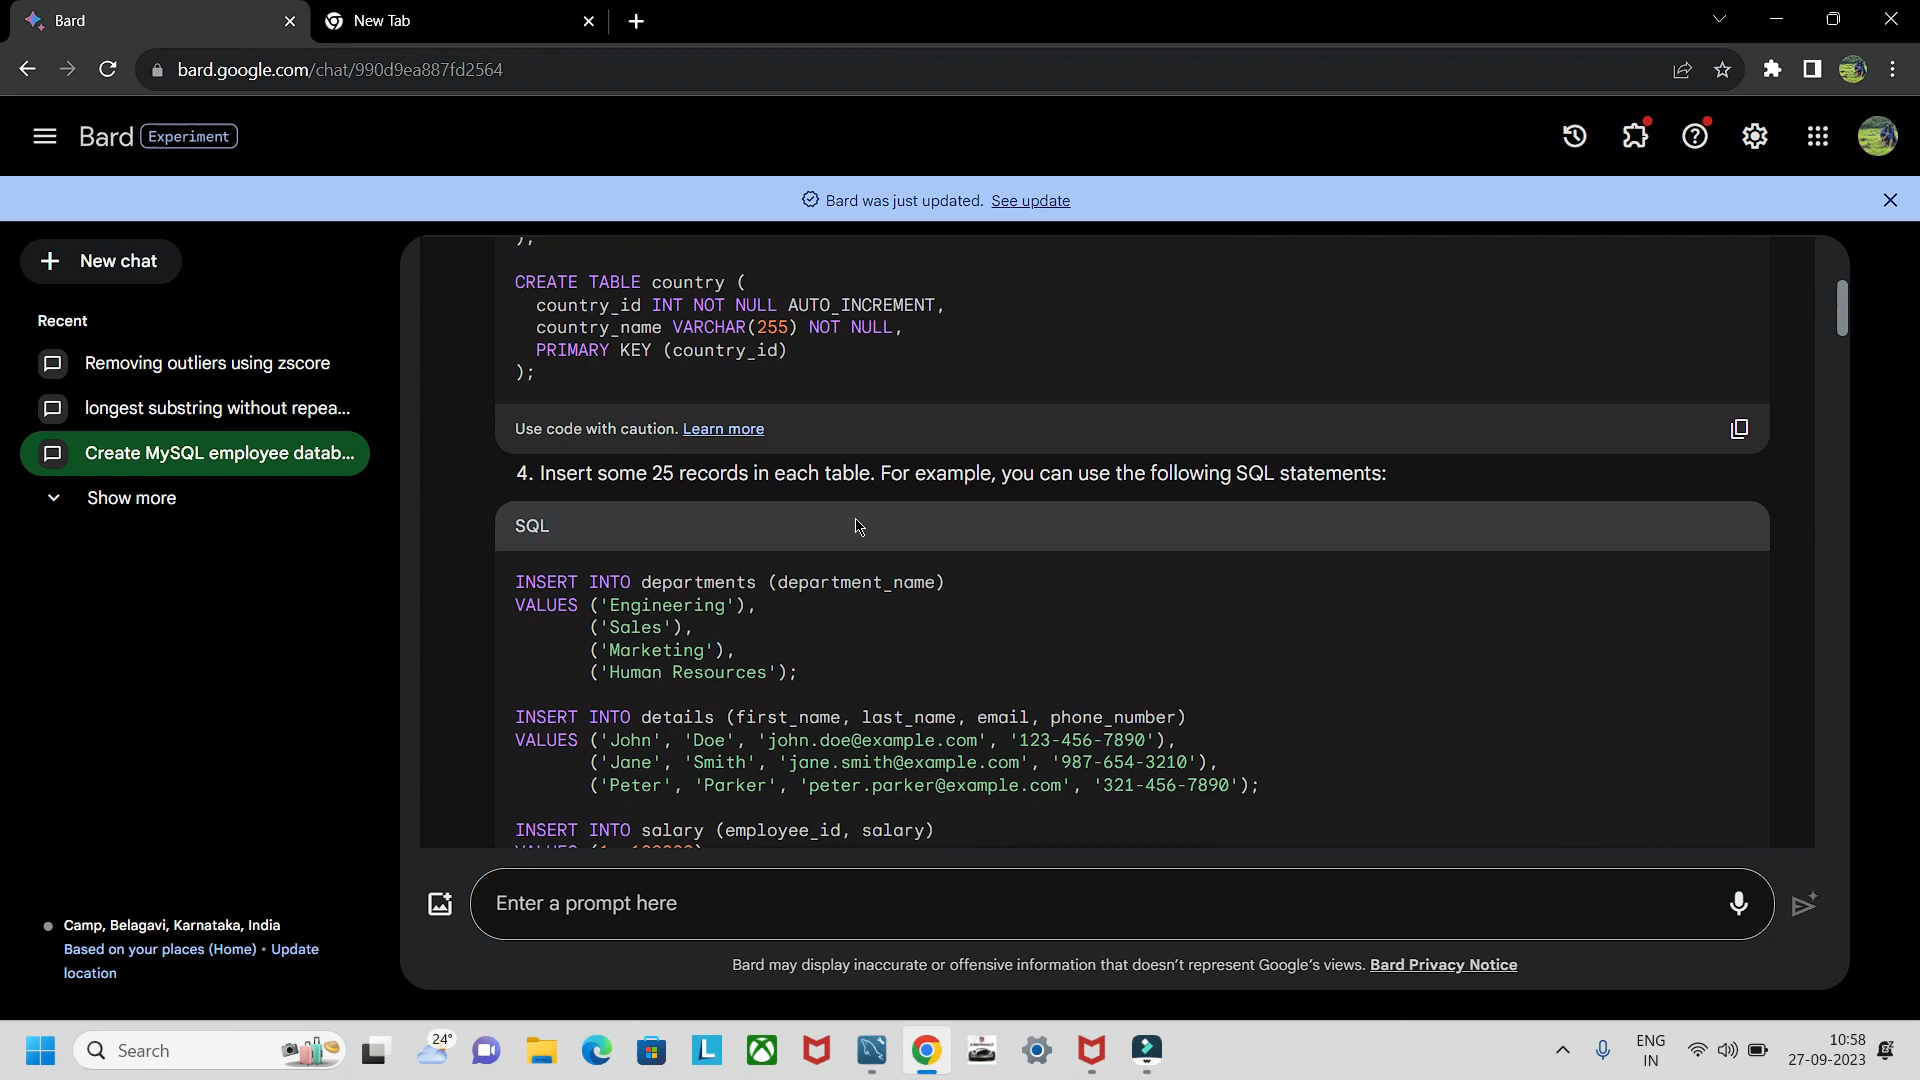 Bard
New Tab
bard.google.com/chat/990d9ea887fd2564
Bard Experiment
Bard was just updated. See update
New chat
Recent
Removing outliers using zscore
longest substring without repea...
Create MySQL employee datab...
Show more
Camp, Belagavi, Karnataka, India
Based on your places (Home) • Update
location
);
CREATE TABLE country (
country_id INT NOT NULL AUTO_INCREMENT,
country_name VARCHAR(255) NOT NULL,
PRIMARY KEY (country_id)
);
Use code with caution. Learn more
4. Insert some 25 records in each table. For example, you can use the following SQL statements:
SQL
INSERT INTO departments (department_name)
VALUES ('Engineering'),
('Sales'),
('Marketing'),
('Human Resources');
INSERT INTO details (first_name, last_name, email, phone_number)
VALUES ('John', 'Doe', 'john.doe@example.com', '123-456-7890'),
('Jane', 'Smith', 'jane.smith@example.com', '987-654-3210'),
('Peter', 'Parker', 'peter.parker@example.com', '321-456-7890');
INSERT INTO salary (employee_id, salary)
Enter a prompt here
Bard may display inaccurate or offensive information that doesn't represent Google's views. Bard Privacy Notice
Search
24°
ENG
IN
10:58
27-09-2023